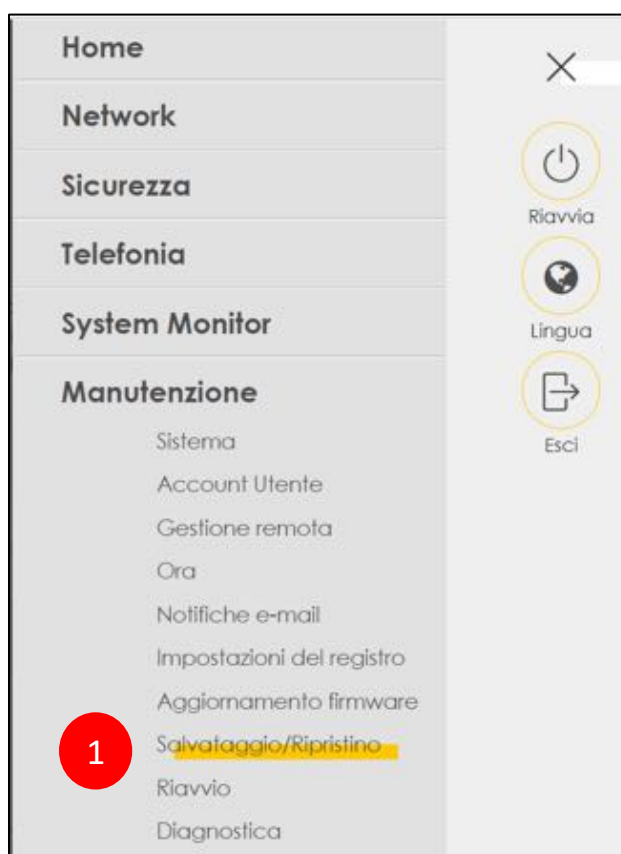 Home
Network
Sicurezza
Telefonia
System Monitor
Manutenzione
Sistema
Account Utente
Gestione remota
Ora
Notifiche e-mail
Impostazioni del registro
Aggiornamento firmware
1 Salvataggio/Ripristino
Riavvio
Diagnostica
Riavvia
Lingua
Esci